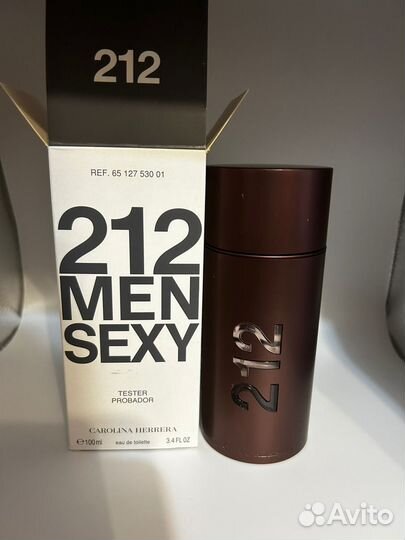 212
REF. 65 127 530 01
212
MEN
SEXY
TESTER
PROBADOR
CAROLINA HERRERA
℮100ml eau de toilette 3.4 FL OZ
212
Avito